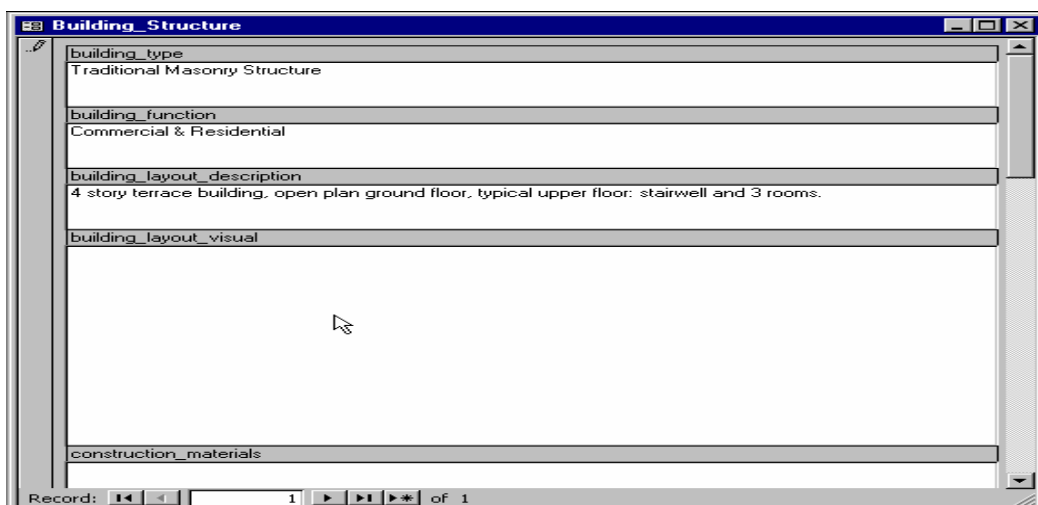 Building_Structure
building_type
Traditional Masonry Structure
building_function
Commercial & Residential
building_layout_description
4 story terrace building, open plan ground floor, typical upper floor: stairwell and 3 rooms.
building_layout_visual
construction_materials
Record: 1 of 1